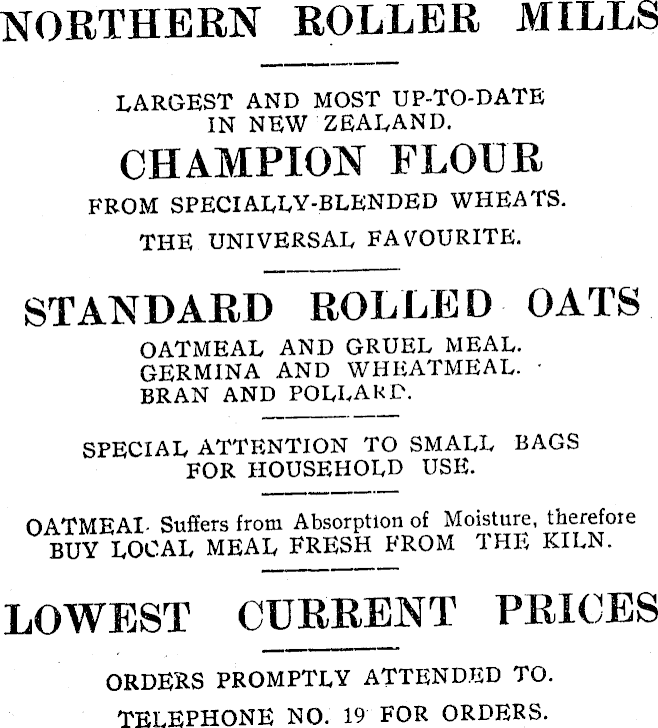 NORTHERN ROLLER MILLS
LARGEST AND MOST UP-TO-DATE
IN NEW ZEALAND.
CHAMPION FLOUR
FROM SPECIALLY-BLENDED WHEATS.
THE UNIVERSAL FAVOURITE.
STANDARD ROLLED OATS
OATMEAL AND GRUEL MEAL.
GERMINA AND WHEATMEAL.
BRAN AND POLLARD.
SPECIAL ATTENTION TO SMALL BAGS
FOR HOUSEHOLD USE.
OATMEAL Suffers from Absorption of Moisture, therefore
BUY LOCAL MEAL FRESH FROM THE KILN.
LOWEST CURRENT PRICES
ORDERS PROMPTLY ATTENDED TO.
TELEPHONE NO. 19 FOR ORDERS.